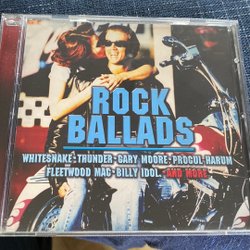 ROCK
BALLADS
WHITESNAKE·THUNDER·GARY MOORE·PROCOL HARUM
FLEETWOOD MAC·BILLY IDOL·AND MORE